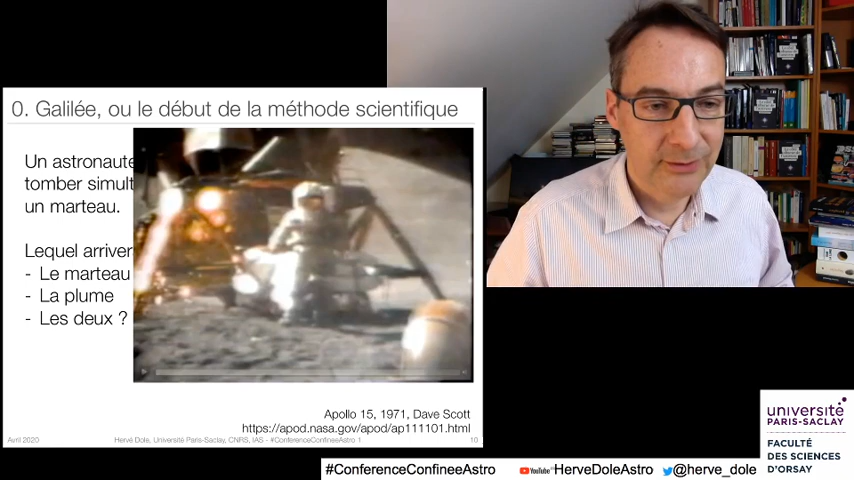 0. Galilée, ou le début de la méthode scientifique
Un astronaute
tomber simult
un marteau.
Lequel arriver
- Le marteau
- La plume
- Les deux ?
Apollo 15, 1971, Dave Scott
https://apod.nasa.gov/apod/ap111101.html
Avril 2020
Hervé Dole, Université Paris-Saclay, CNRS, IAS - #ConferenceConfineeAstro 1
10
université
PARIS-SACLAY
FACULTÉ
DES SCIENCES
D'ORSAY
#ConferenceConfineeAstro
YouTube HerveDoleAstro
@herve_dole